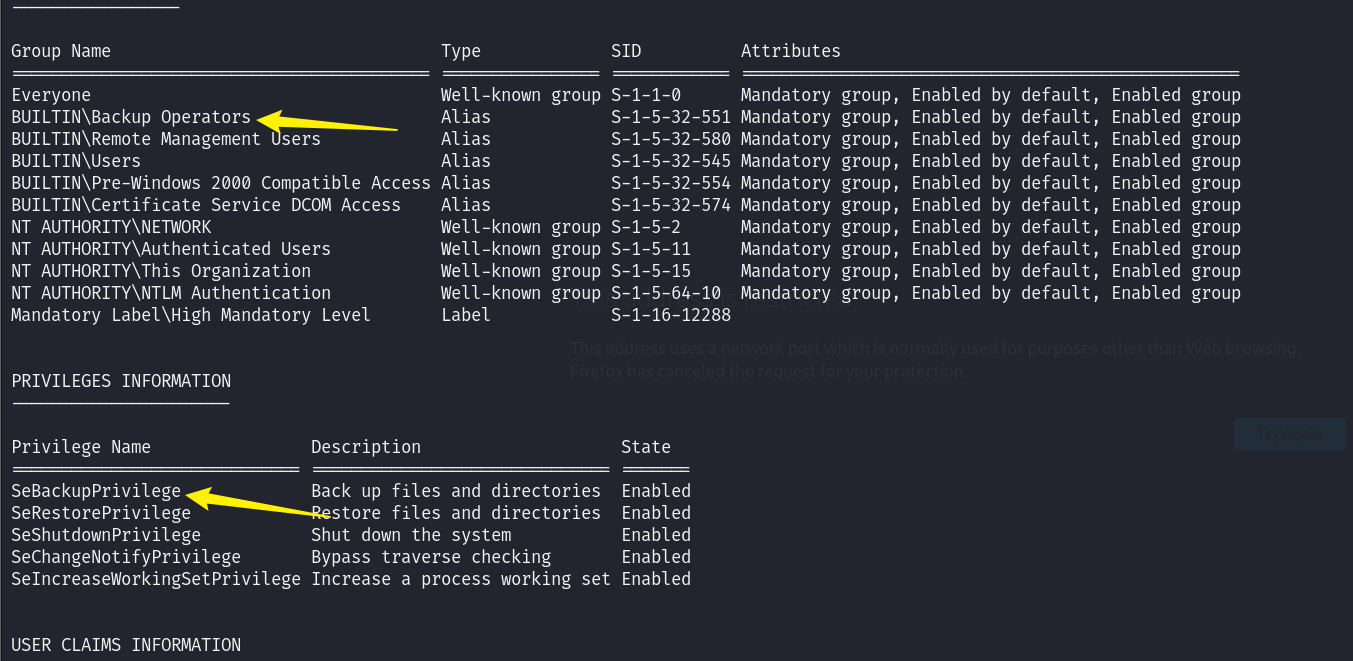 Group Name Type SID Attributes
Everyone Well-known group S-1-1-0 Mandatory group, Enabled by default, Enabled group
BUILTIN\Backup Operators Alias S-1-5-32-551 Mandatory group, Enabled by default, Enabled group
BUILTIN\Remote Management Users Alias S-1-5-32-580 Mandatory group, Enabled by default, Enabled group
BUILTIN\Users Alias S-1-5-32-545 Mandatory group, Enabled by default, Enabled group
BUILTIN\Pre-Windows 2000 Compatible Access Alias S-1-5-32-554 Mandatory group, Enabled by default, Enabled group
BUILTIN\Certificate Service DCOM Access Alias S-1-5-32-574 Mandatory group, Enabled by default, Enabled group
NT AUTHORITY\NETWORK Well-known group S-1-5-2 Mandatory group, Enabled by default, Enabled group
NT AUTHORITY\Authenticated Users Well-known group S-1-5-11 Mandatory group, Enabled by default, Enabled group
NT AUTHORITY\This Organization Well-known group S-1-5-15 Mandatory group, Enabled by default, Enabled group
NT AUTHORITY\NTLM Authentication Well-known group S-1-5-64-10 Mandatory group, Enabled by default, Enabled group
Mandatory Label\High Mandatory Level Label S-1-16-12288
This address uses a network port which is normally used for purposes other than Web browsing.
Firefox has canceled the request for your protection.
PRIVILEGES INFORMATION
Try Again
Privilege Name Description State
SeBackupPrivilege Back up files and directories Enabled
SeRestorePrivilege Restore files and directories Enabled
SeShutdownPrivilege Shut down the system Enabled
SeChangeNotifyPrivilege Bypass traverse checking Enabled
SeIncreaseWorkingSetPrivilege Increase a process working set Enabled
USER CLAIMS INFORMATION